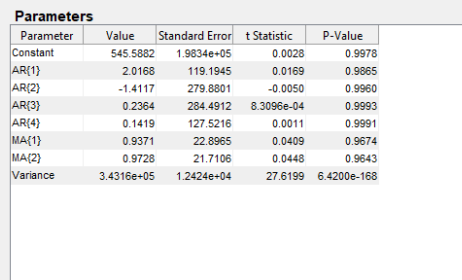 Parameters
Parameter Value Standard Error t Statistic P-Value
Constant 545.5882 1.9834e+05 0.0028 0.9978
AR{1} 2.0168 119.1945 0.0169 0.9865
AR{2} -1.4117 279.8801 -0.0050 0.9960
AR{3} 0.2364 284.4912 8.3096e-04 0.9993
AR{4} 0.1419 127.5216 0.0011 0.9991
MA{1} 0.9371 22.8965 0.0409 0.9674
MA{2} 0.9728 21.7106 0.0448 0.9643
Variance 3.4316e+05 1.2424e+04 27.6199 6.4200e-168